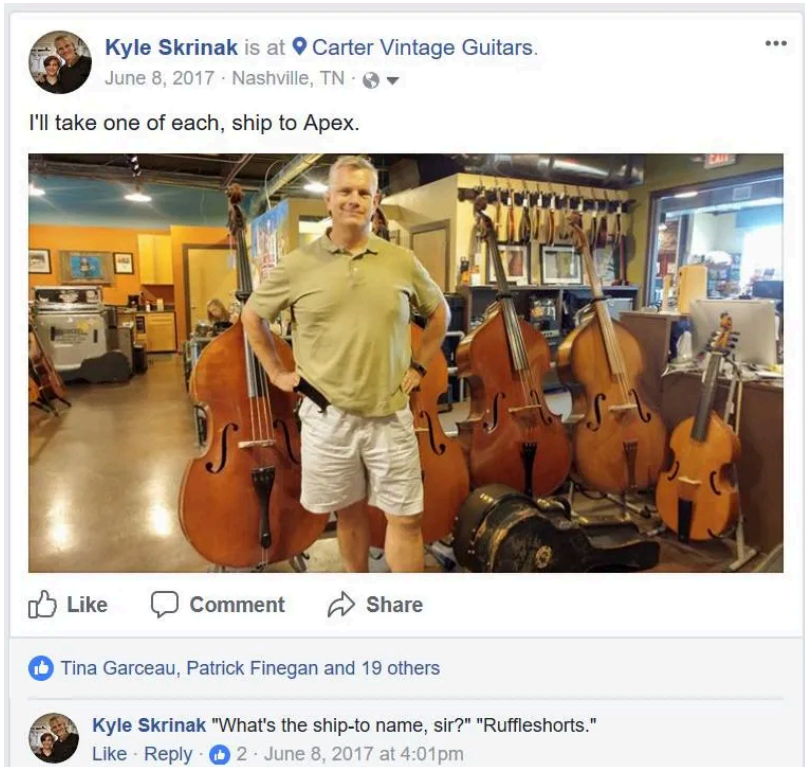 Kyle Skrinak is at Carter Vintage Guitars.
June 8, 2017 · Nashville, TN ·
I'll take one of each, ship to Apex.
EXIT
Like Comment Share
Tina Garceau, Patrick Finegan and 19 others
Kyle Skrinak "What's the ship-to name, sir?" "Ruffleshorts."
Like · Reply · 2 · June 8, 2017 at 4:01pm